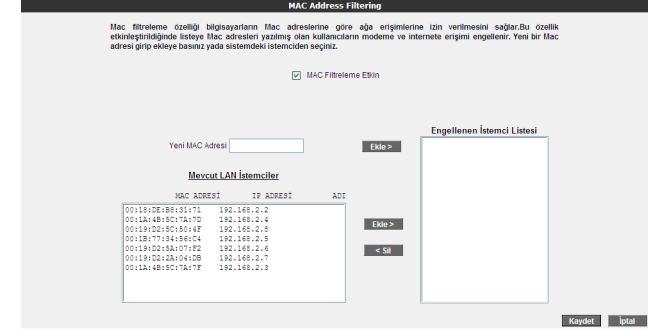 MAC Address Filtering
Mac filtreleme özelliği bilgisayarların Mac adreslerine göre ağa erişimlerine izin verilmesini sağlar.Bu özellik
etkinleştirildiğinde listeye Mac adresleri yazılmış olan kullanıcıların modeme ve internete erişimi engellenir. Yeni bir Mac
adresi girip ekleye basınız yada sistemdeki istemciden seçiniz.
MAC Filtreleme Etkin
Engellenen İstemci Listesi
Yeni MAC Adresi
Ekle >
Mevcut LAN İstemciler
MAC ADRESİ IP ADRESİ ADI
00:18:DE:B8:31:71 192.168.2.2
00:1A:4B:5C:7A:7D 192.168.2.4
00:19:D2:5C:50:4F 192.168.2.8
00:1B:77:34:56:C4 192.168.2.5
00:19:D2:5A:07:F2 192.168.2.6
00:19:D2:2A:04:DB 192.168.2.7
00:1A:4B:5C:7A:7F 192.168.2.3
Ekle >
< Sil
Kaydet İptal